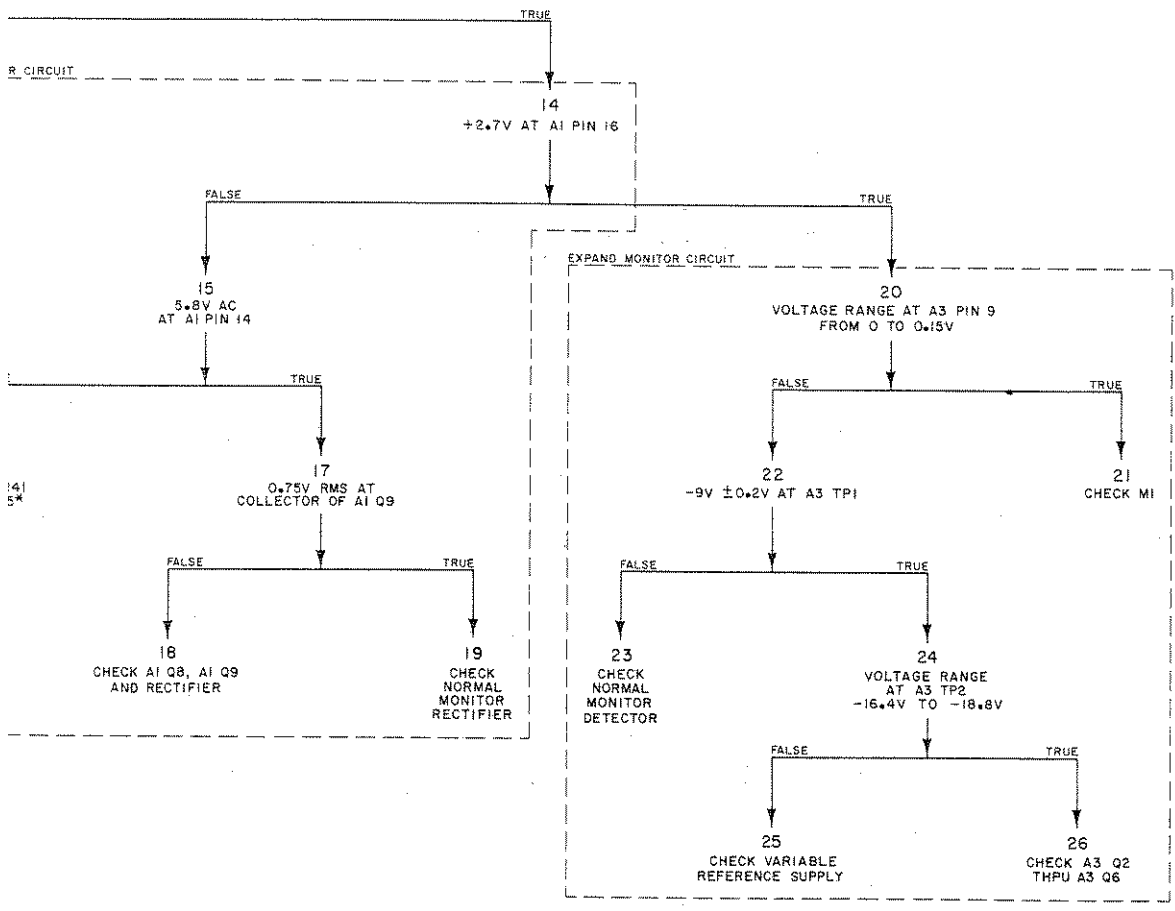 TRUE
R CIRCUIT
14
+2.7V AT A1 PIN 16
FALSE
TRUE
EXPAND MONITOR CIRCUIT
15
5.8V AC
AT A1 PIN 14
20
VOLTAGE RANGE AT A3 PIN 9
FROM 0 TO 0.15V
TRUE
FALSE
TRUE
17
0.75V RMS AT
COLLECTOR OF A1 Q9
141
5*
22
-9V ±0.2V AT A3 TP1
21
CHECK M1
FALSE
TRUE
FALSE
TRUE
18
CHECK A1 Q8, A1 Q9
AND RECTIFIER
19
CHECK
NORMAL
MONITOR
RECTIFIER
23
CHECK
NORMAL
MONITOR
DETECTOR
24
VOLTAGE RANGE
AT A3 TP2
-16.4V TO -18.8V
FALSE
TRUE
25
CHECK VARIABLE
REFERENCE SUPPLY
26
CHECK A3 Q2
THPU A3 Q6